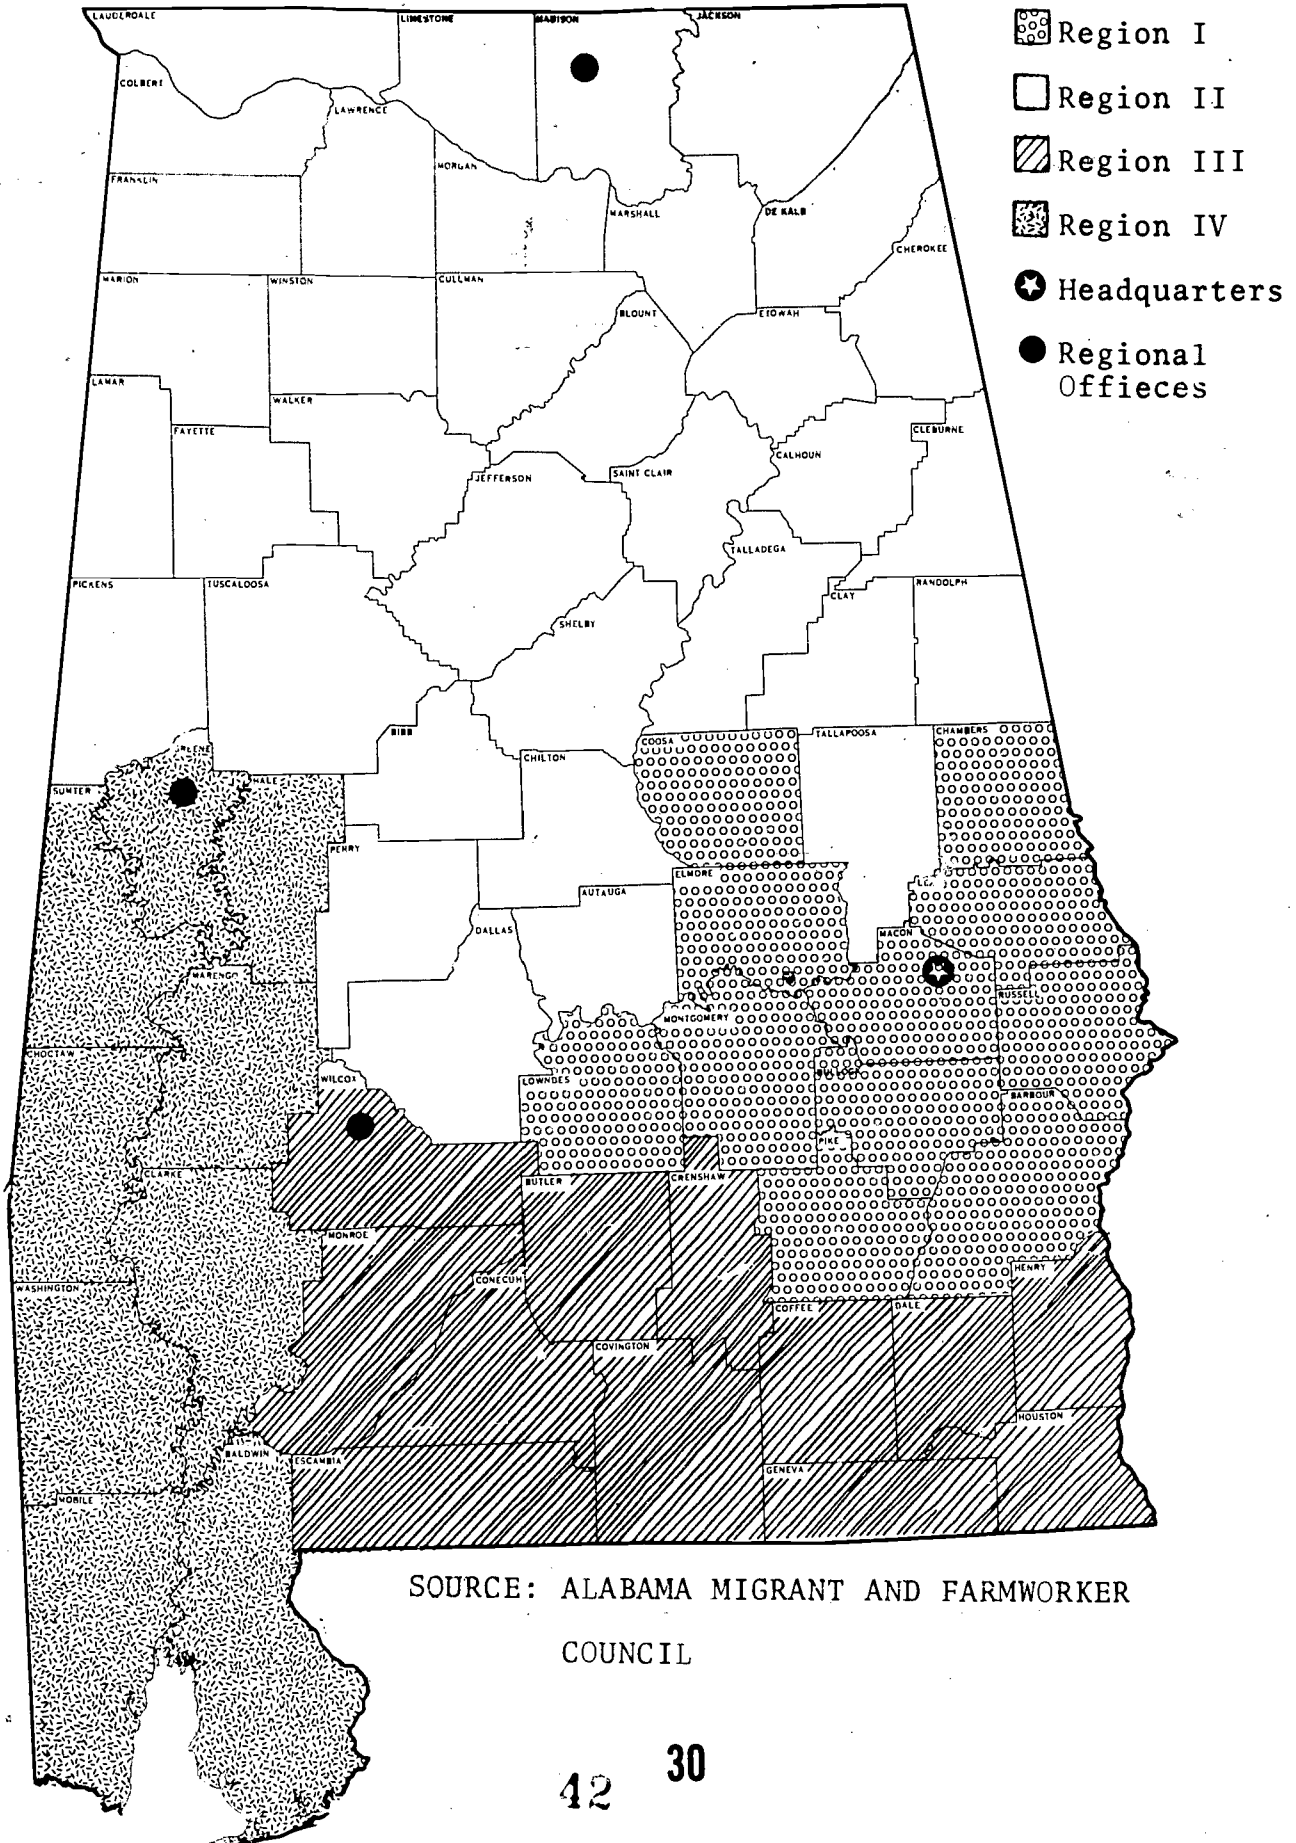 LAUDERDALE
LIMESTONE
MADISON
JACKSON
COLBERT
LAWRENCE
MORGAN
FRANKLIN
MARSHALL
DE KALB
CHEROKEE
MARION
WINSTON
CULLMAN
BLOUNT
ETOWAH
LAMAR
WALKER
FAYETTE
CLEBURNE
CALHOUN
JEFFERSON
SAINT CLAIR
TALLADEGA
PICKENS
TUSCALOOSA
CLAY
RANDOLPH
SHELBY
BIBB
COOSA
TALLAPOOSA
CHAMBERS
GREENE
CHILTON
SUMTER
HALE
PERRY
ELMORE
LEE
AUTAUGA
DALLAS
MACON
MARENGO
RUSSELL
MONTGOMERY
CHOCTAW
WILCOX
LOWNDES
BULLOCK
BARBOUR
PIKE
CLARKE
BUTLER
CRENSHAW
MONROE
CONECUH
HENRY
WASHINGTON
COFFEE
DALE
COVINGTON
HOUSTON
BALDWIN
ESCAMBIA
GENEVA
MOBILE
Region I
Region II
Region III
Region IV
Headquarters
Regional
Offieces
SOURCE: ALABAMA MIGRANT AND FARMWORKER
COUNCIL
30
42